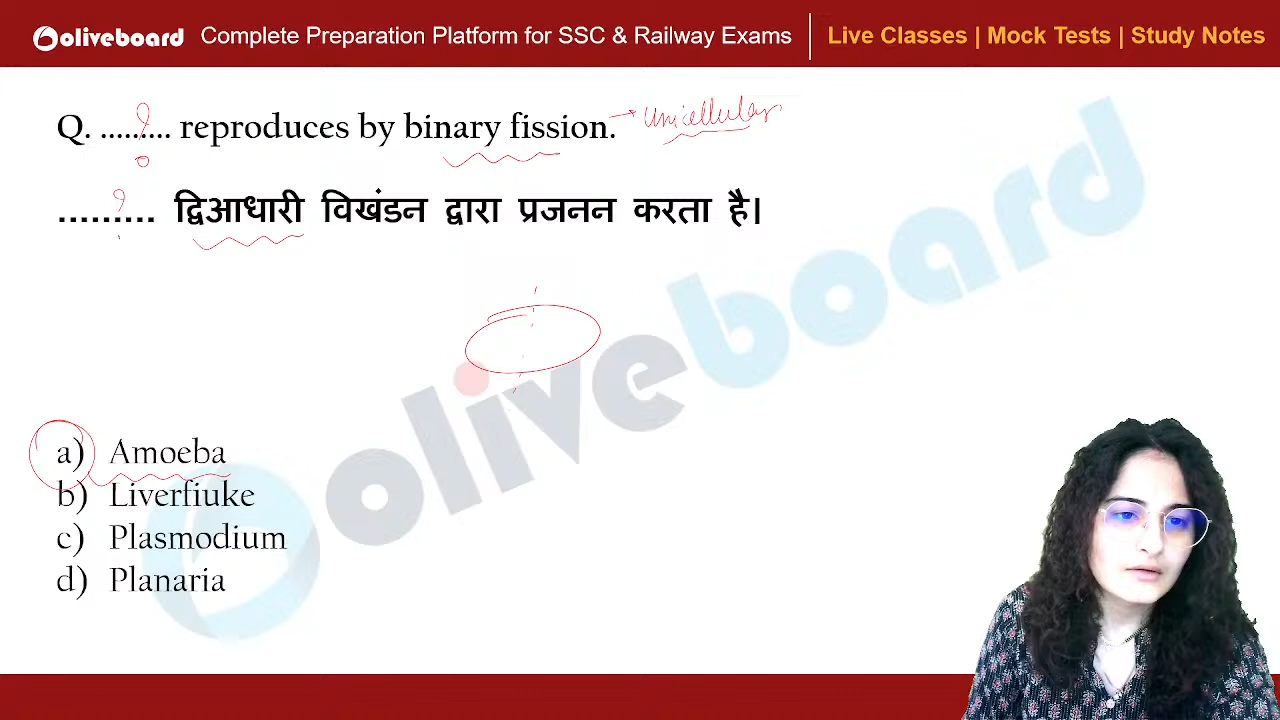 oliveboard Complete Preparation Platform for SSC & Railway Exams | Live Classes | Mock Tests | Study Notes
Q. ......... reproduces by binary fission. → Unicellular
......... द्विआधारी विखंडन द्वारा प्रजनन करता है।
oliveboard
a) Amoeba
b) Liverfiuke
c) Plasmodium
d) Planaria